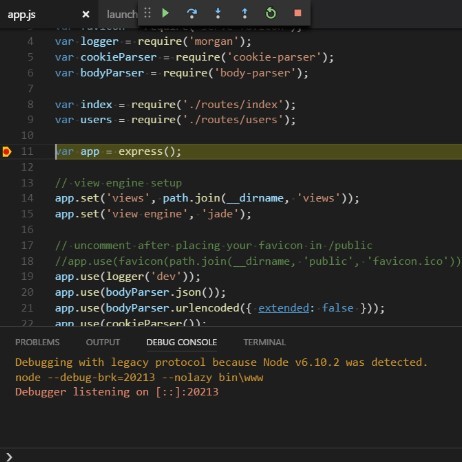 app.js
launch
4 var logger = require('morgan');
5 var cookieParser = require('cookie-parser');
6 var bodyParser = require('body-parser');
7
8 var index = require('./routes/index');
9 var users = require('./routes/users');
10
11 var app = express();
12
13 // view engine setup
14 app.set('views', path.join(__dirname, 'views'));
15 app.set('view engine', 'jade');
16
17 // uncomment after placing your favicon in /public
18 //app.use(favicon(path.join(__dirname, 'public', 'favicon.ico'))
19 app.use(logger('dev'));
20 app.use(bodyParser.json());
21 app.use(bodyParser.urlencoded({ extended: false }));
22 app.use(cookieParser());
PROBLEMS OUTPUT DEBUG CONSOLE TERMINAL
Debugging with legacy protocol because Node v6.10.2 was detected.
node --debug-brk=20213 --nolazy bin\www
Debugger listening on [::]:20213